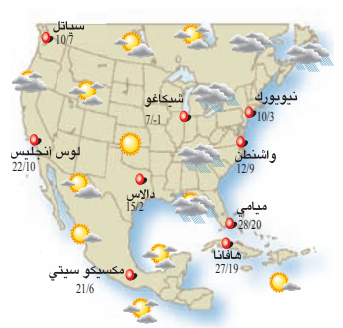 سياتل
10/7
شيكاغو
7/-1
نيويورك
10/3
لوس أنجليس
22/10
واشنطن
12/9
دالاس
15/2
ميامي
28/20
هافانا
27/19
مكسيكو سيتي
21/6